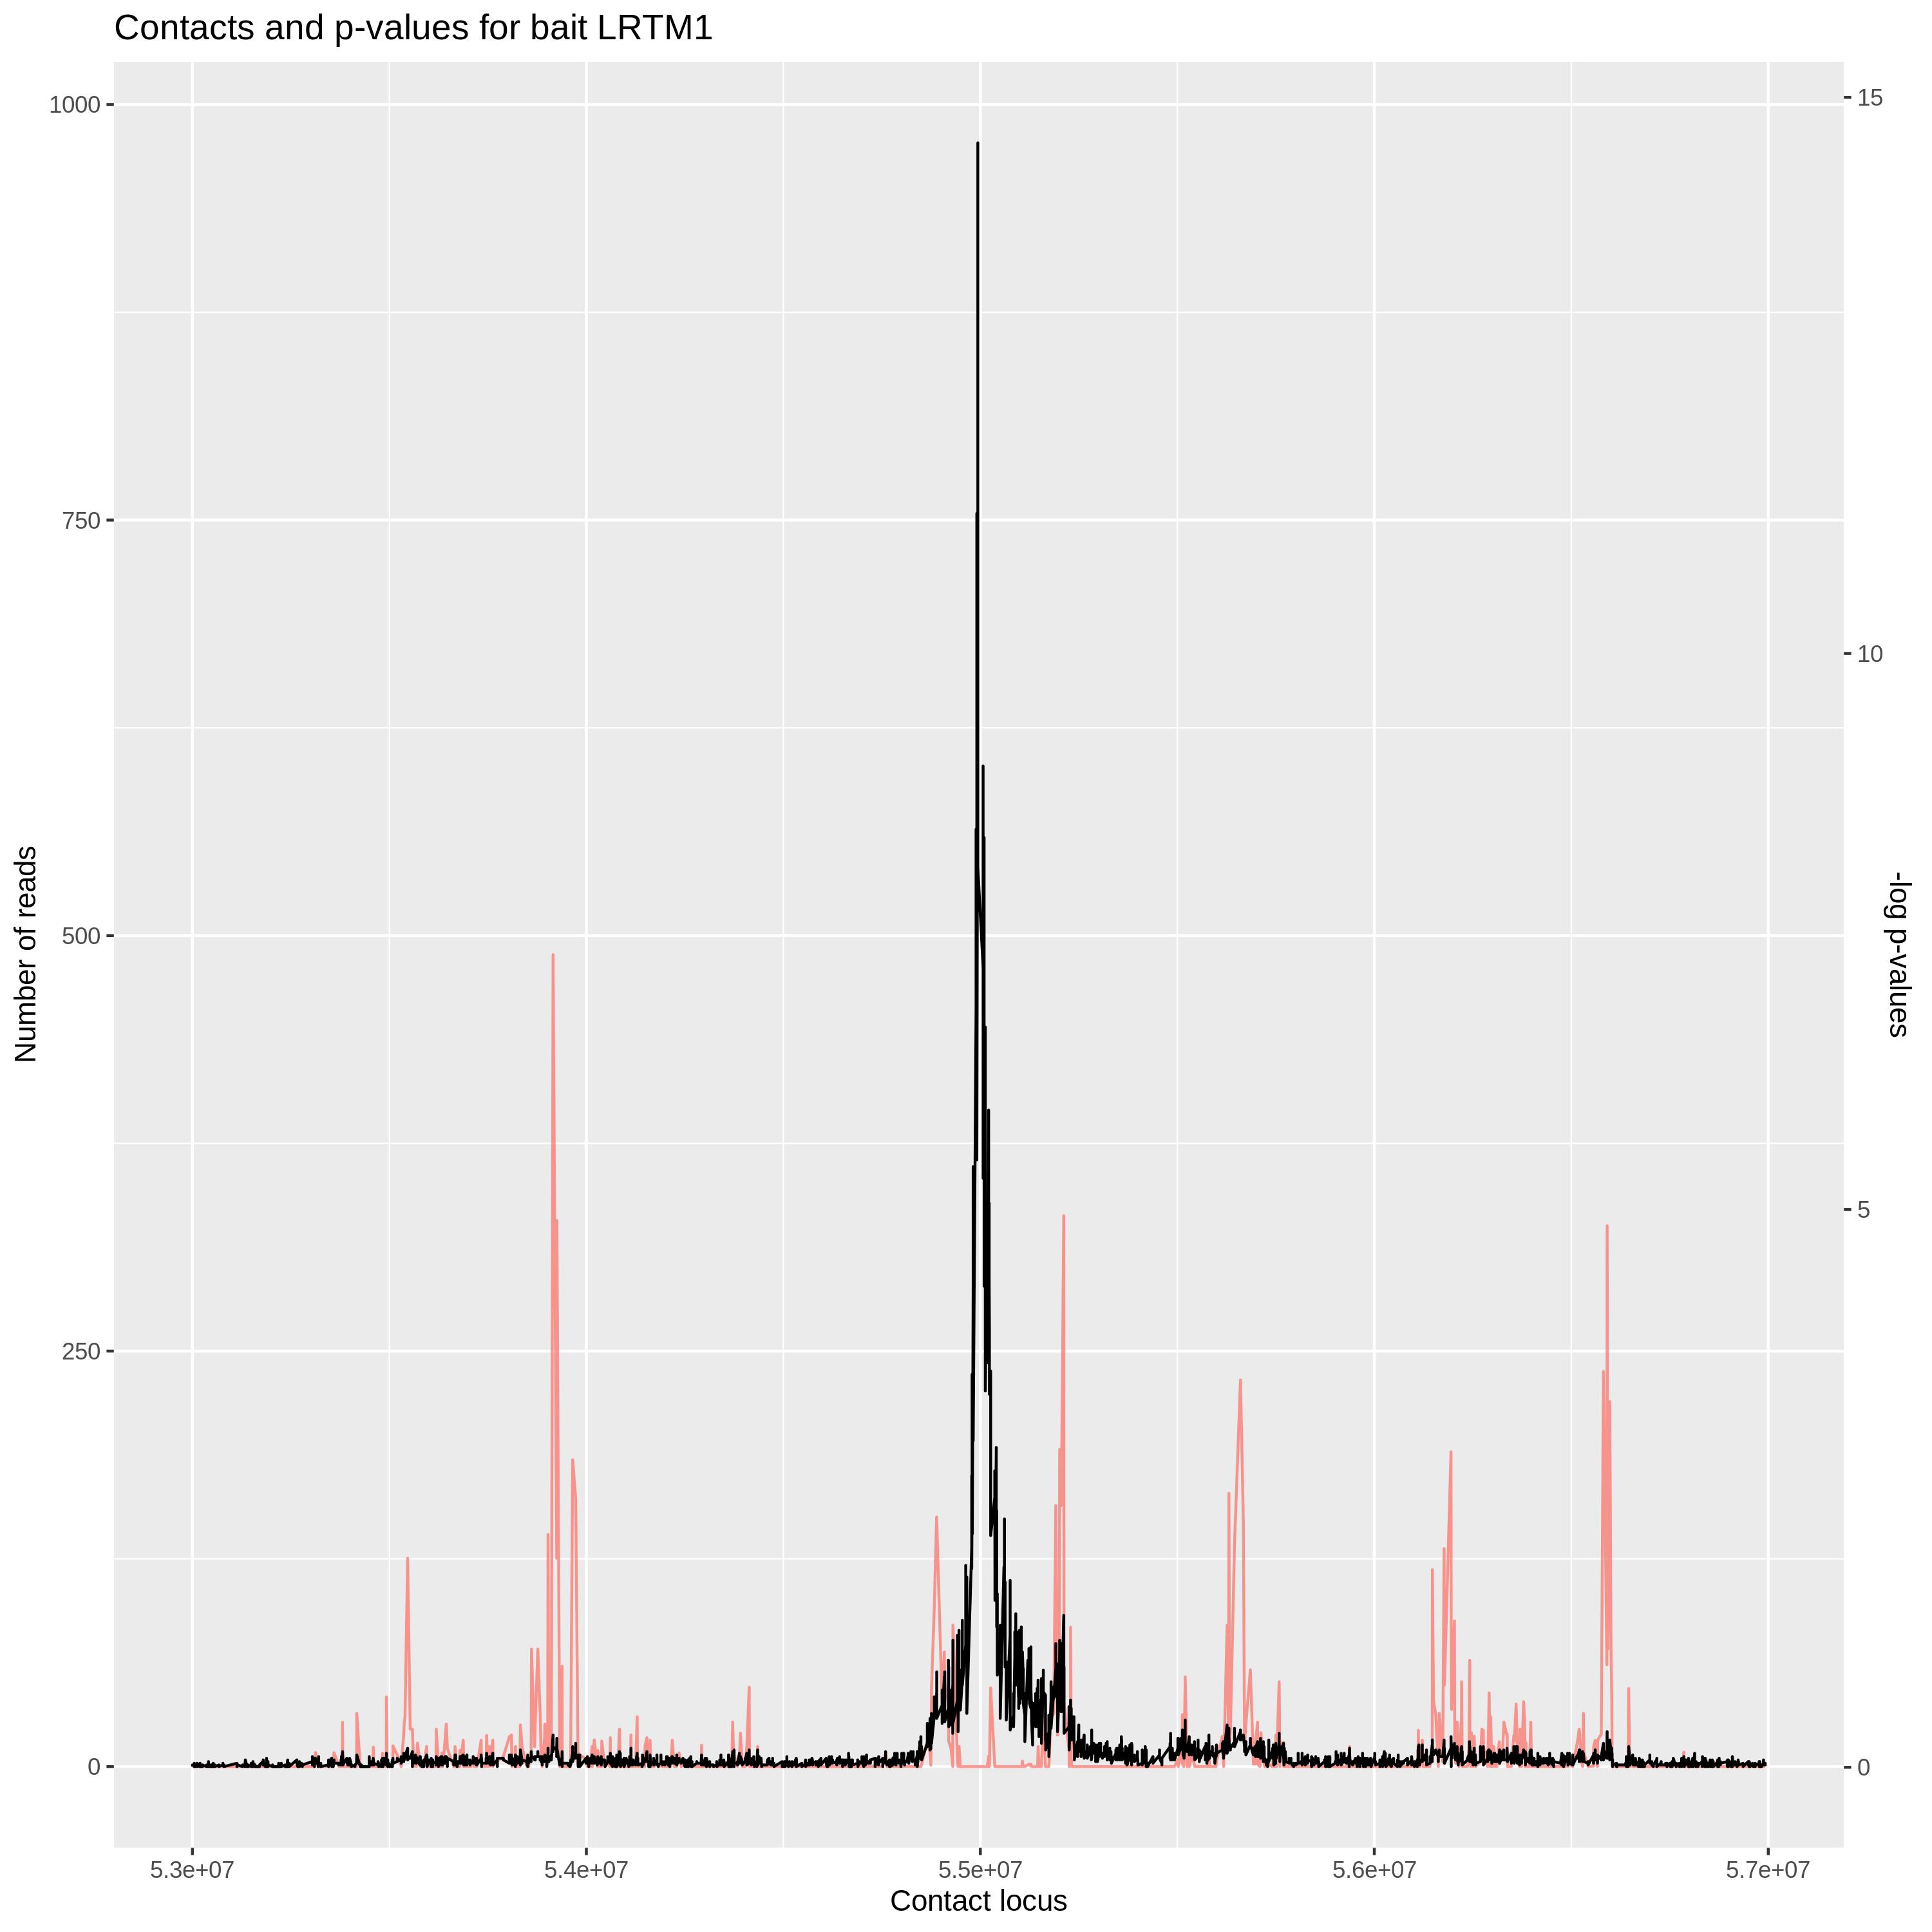 Contacts and p-values for bait LRTM1
1000
750
500
250
0
Number of reads
15
10
5
0
-log p-values
5.3e+07
5.4e+07
5.5e+07
5.6e+07
5.7e+07
Contact locus